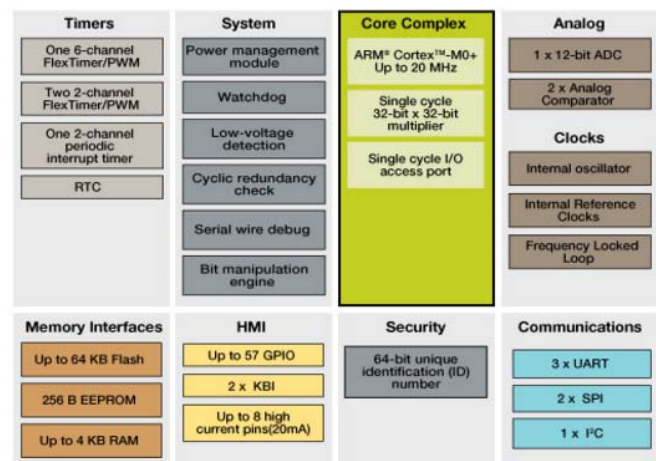 Timers
One 6-channel
FlexTimer/PWM
Two 2-channel
FlexTimer/PWM
One 2-channel
periodic
interrupt timer
RTC
System
Power management
module
Watchdog
Low-voltage
detection
Cyclic redundancy
check
Serial wire debug
Bit manipulation
engine
Core Complex
ARM® Cortex™-M0+
Up to 20 MHz
Single cycle
32-bit x 32-bit
multiplier
Single cycle I/O
access port
Analog
1 x 12-bit ADC
2 x Analog
Comparator
Clocks
Internal oscillator
Internal Reference
Clocks
Frequency Locked
Loop
Memory Interfaces
Up to 64 KB Flash
256 B EEPROM
Up to 4 KB RAM
HMI
Up to 57 GPIO
2 x KBI
Up to 8 high
current pins(20mA)
Security
64-bit unique
identification (ID)
number
Communications
3 x UART
2 x SPI
1 x I²C